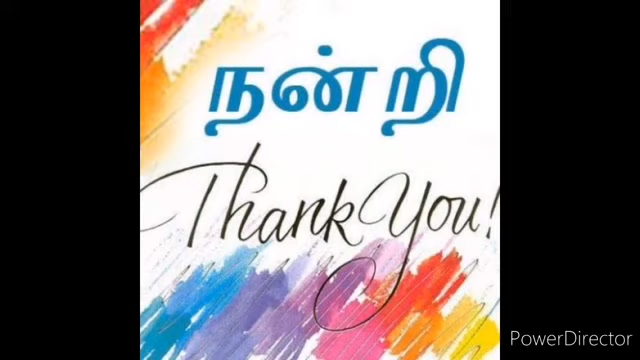 நன்றி
Thank You!
PowerDirector